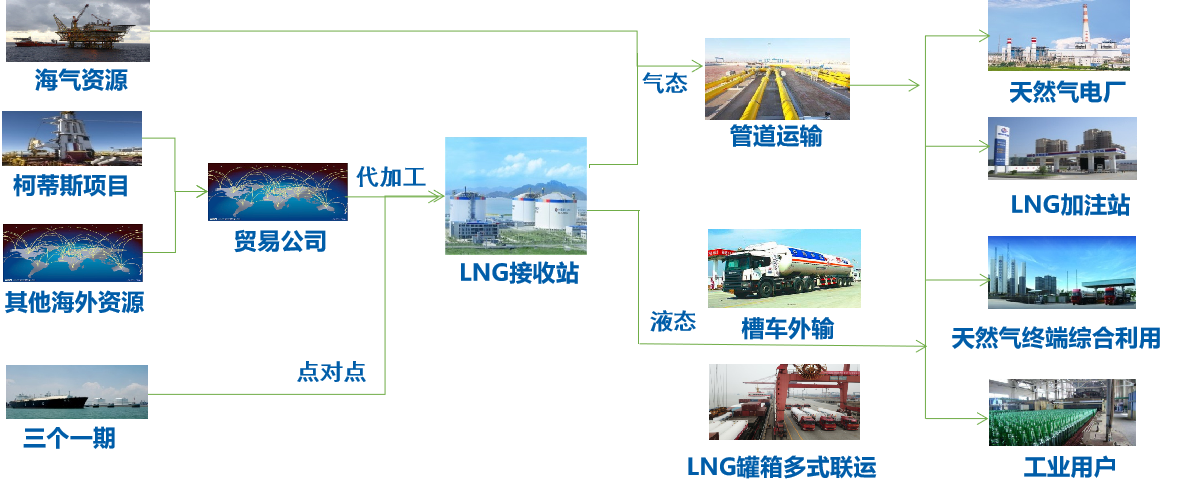 海气资源
柯蒂斯项目
其他海外资源
三个一期
贸易公司
代加工
点对点
LNG接收站
气态
液态
管道运输
槽车外输
LNG罐箱多式联运
天然气电厂
LNG加注站
天然气终端综合利用
工业用户